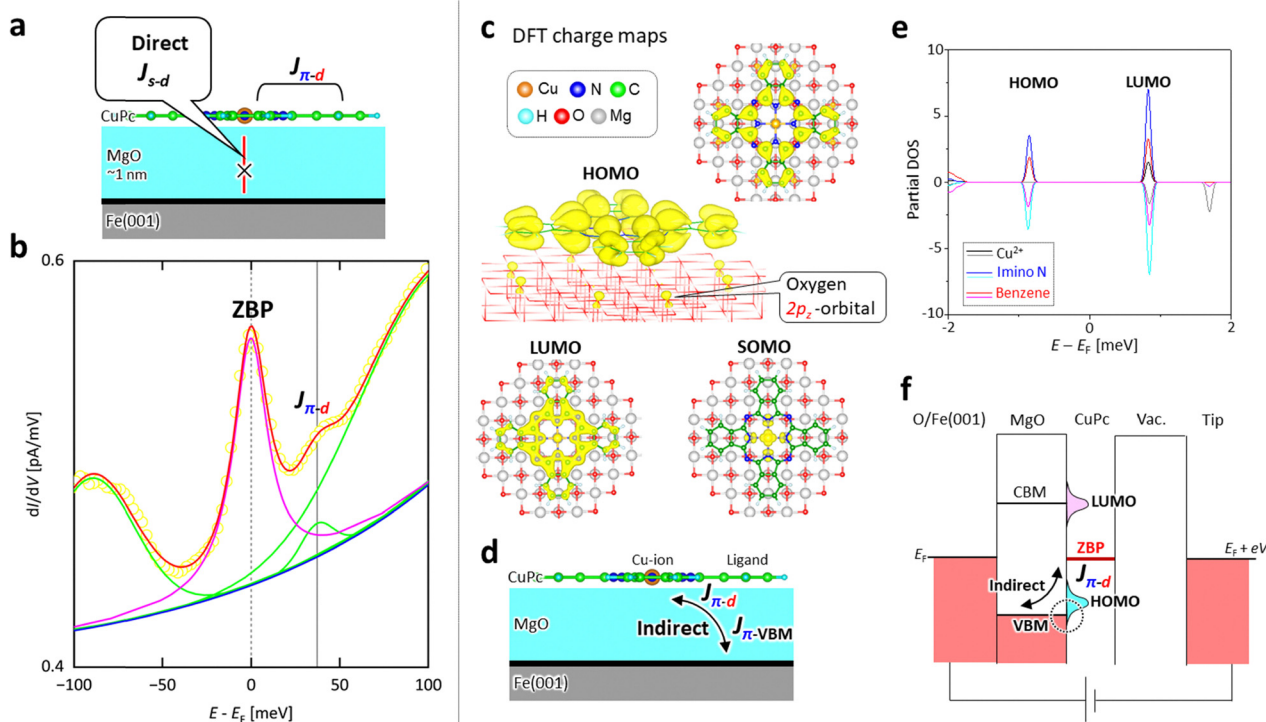 a
Direct
J s-d
J π-d
CuPc
MgO
~1 nm
Fe(001)
b
0.6
ZBP
J π-d
dI/dV [pA/mV]
0.4
−100
−50
0
50
100
E - E F [meV]
c
DFT charge maps
Cu
N
C
H
O
Mg
HOMO
Oxygen
2p z -orbital
LUMO
SOMO
d
Cu-ion
Ligand
CuPc
J π-d
MgO
Indirect
J π-VBM
Fe(001)
e
10
HOMO
LUMO
5
Partial DOS
0
-5
Cu2+
Imino N
Benzene
-10
-2
0
2
E − E F [meV]
f
O/Fe(001)
MgO
CuPc
Vac.
Tip
CBM
LUMO
E F
ZBP
E F + eV
Indirect
J π-d
HOMO
VBM